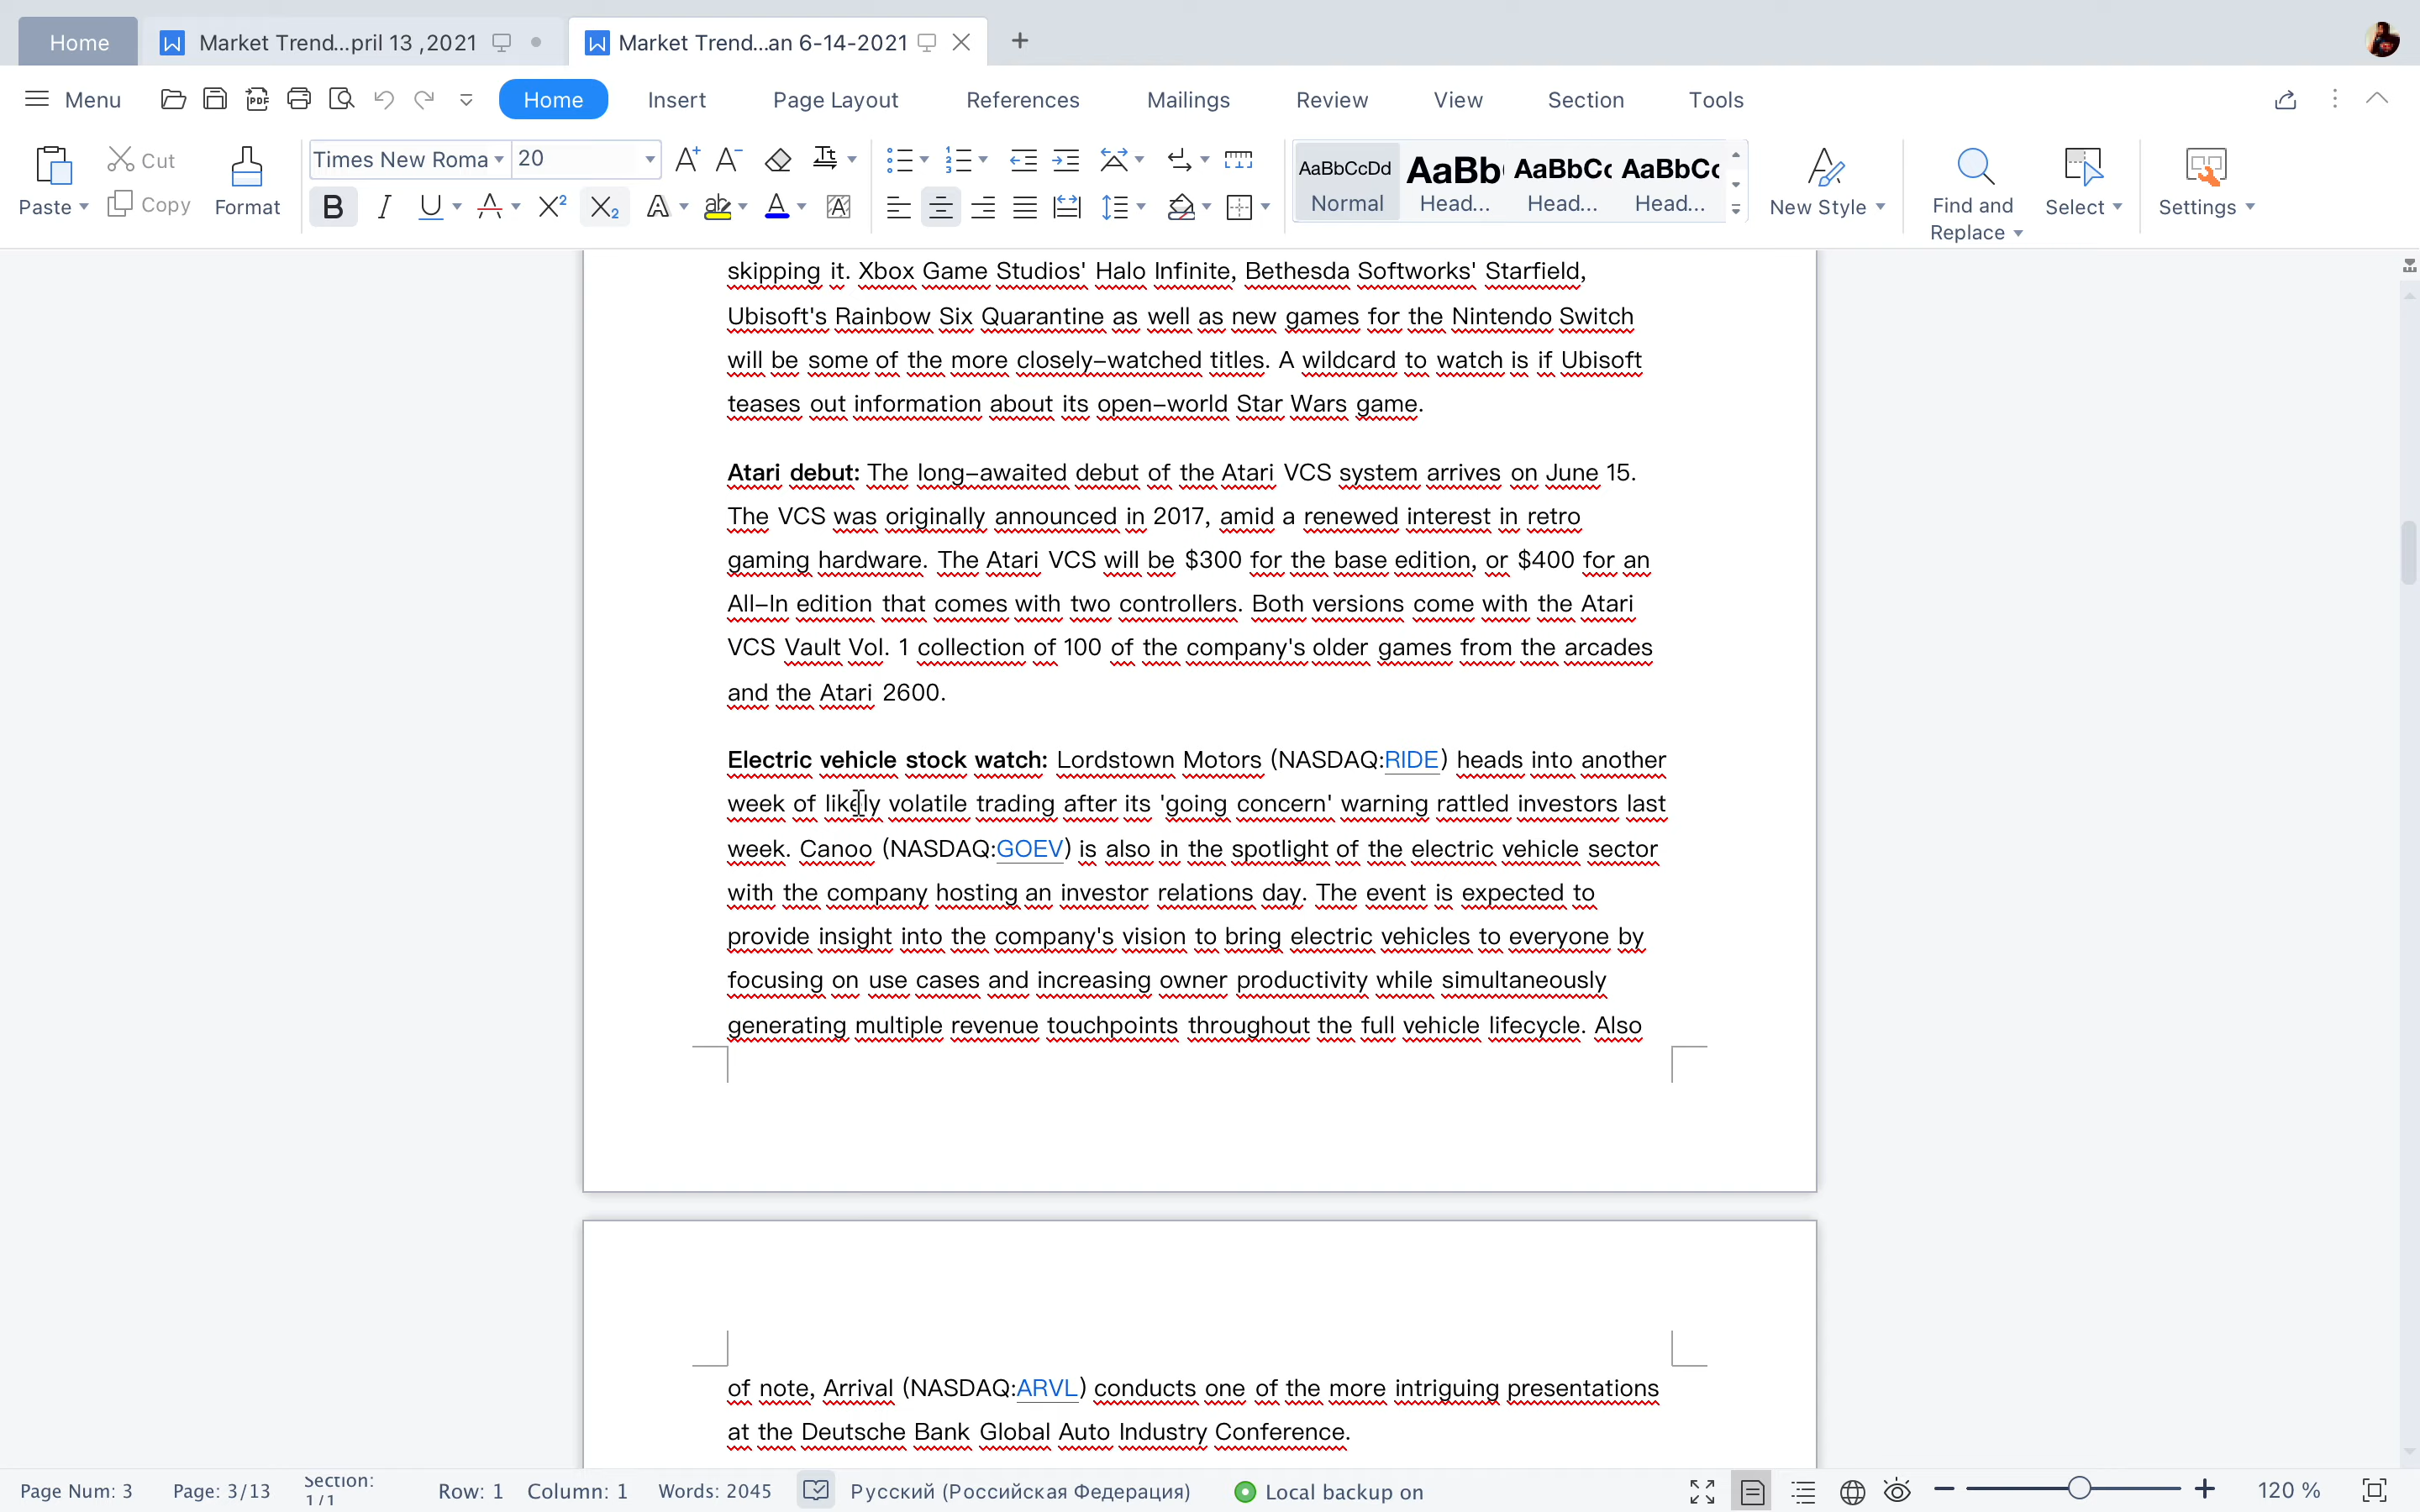 Home
Market Trend...pril 13 ,2021
Market Trend...an 6-14-2021
Menu
Home
Insert
Page Layout
References
Mailings
Review
View
Section
Tools
Paste
Cut
Copy
Format
Times New Roma
20
AaBbCcDd
Normal
AaBb
Head...
AaBbC
Head...
AaBbC
Head...
New Style
Find and
Replace
Select
Settings
skipping it. Xbox Game Studios' Halo Infinite, Bethesda Softworks' Starfield,
Ubisoft's Rainbow Six Quarantine as well as new games for the Nintendo Switch
will be some of the more closely-watched titles. A wildcard to watch is if Ubisoft
teases out information about its open-world Star Wars game.
Atari debut: The long-awaited debut of the Atari VCS system arrives on June 15.
The VCS was originally announced in 2017, amid a renewed interest in retro
gaming hardware. The Atari VCS will be $300 for the base edition, or $400 for an
All-In edition that comes with two controllers. Both versions come with the Atari
VCS Vault Vol. 1 collection of 100 of the company's older games from the arcades
and the Atari 2600.
Electric vehicle stock watch: Lordstown Motors (NASDAQ:RIDE) heads into another
week of likely volatile trading after its 'going concern' warning rattled investors last
week. Canoo (NASDAQ:GOEV) is also in the spotlight of the electric vehicle sector
with the company hosting an investor relations day. The event is expected to
provide insight into the company's vision to bring electric vehicles to everyone by
focusing on use cases and increasing owner productivity while simultaneously
generating multiple revenue touchpoints throughout the full vehicle lifecycle. Also
of note, Arrival (NASDAQ:ARVL) conducts one of the more intriguing presentations
at the Deutsche Bank Global Auto Industry Conference.
Page Num: 3
Page: 3/13
Section:
1/1
Row: 1
Column: 1
Words: 2045
Русский (Российская Федерация)
Local backup on
120 %